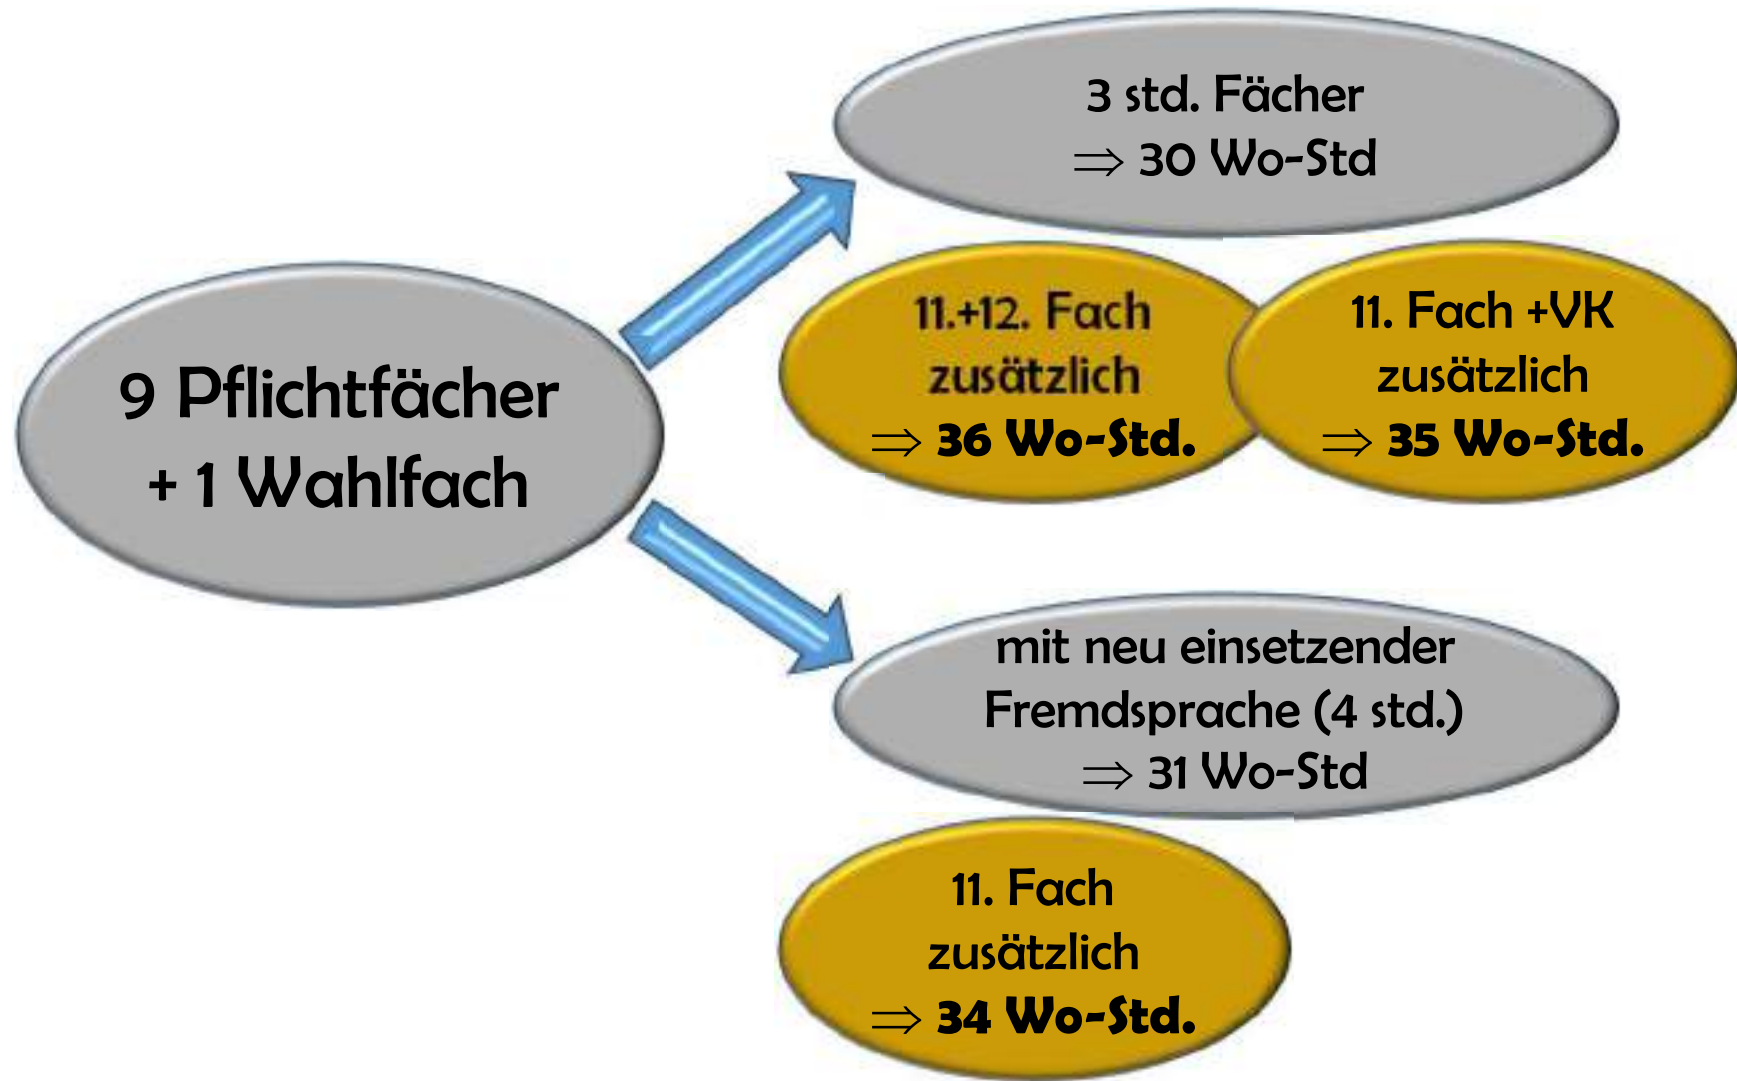 9 Pflichtfächer
+ 1 Wahlfach
3 std. Fächer
⇒ 30 Wo-Std
11.+12. Fach
zusätzlich
⇒ 36 Wo-Std.
11. Fach +VK
zusätzlich
⇒ 35 Wo-Std.
mit neu einsetzender
Fremdsprache (4 std.)
⇒ 31 Wo-Std
11. Fach
zusätzlich
⇒ 34 Wo-Std.